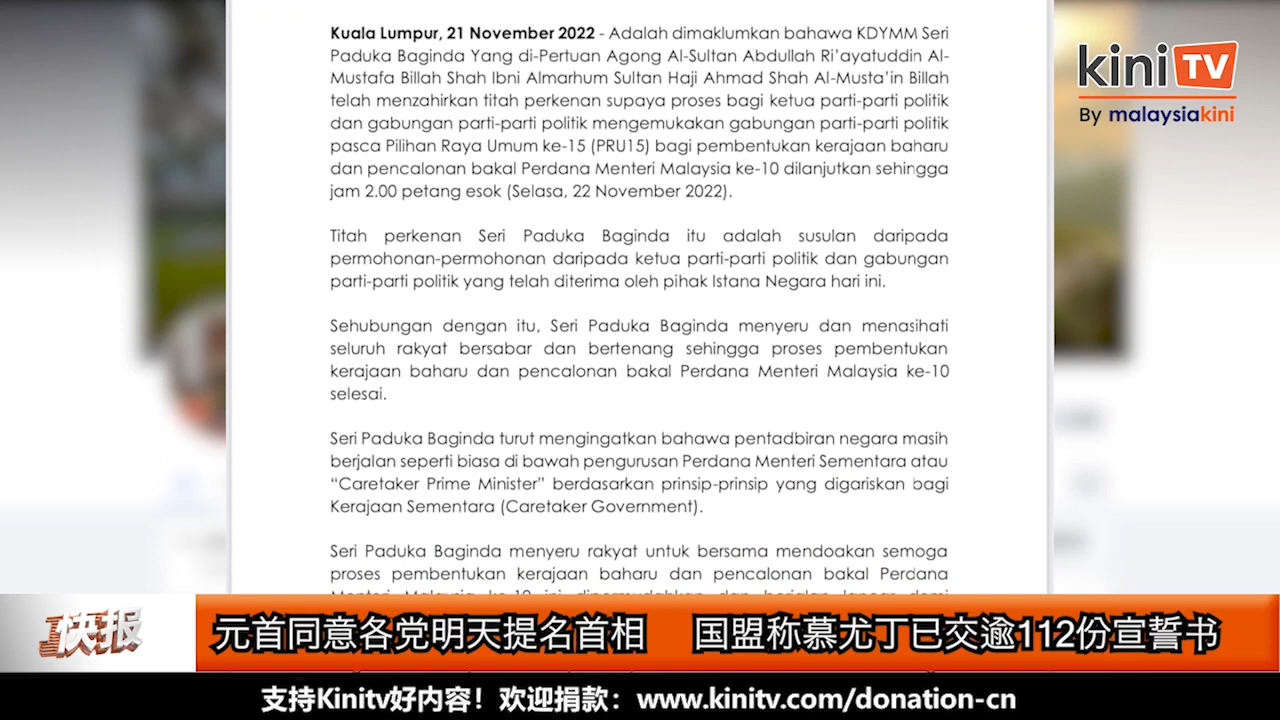 Kuala Lumpur, 21 November 2022 - Adalah dimaklumkan bahawa KDYMM Seri
Paduka Baginda Yang di-Pertuan Agong Al-Sultan Abdullah Ri’ayatuddin Al-
Mustafa Billah Shah Ibni Almarhum Sultan Haji Ahmad Shah Al-Musta’in Billah
telah menzahirkan titah perkenan supaya proses bagi ketua parti-parti politik
dan gabungan parti-parti politik mengemukakan gabungan parti-parti politik
pasca Pilihan Raya Umum ke-15 (PRU15) bagi pembentukan kerajaan baharu
dan pencalonan bakal Perdana Menteri Malaysia ke-10 dilanjutkan sehingga
jam 2.00 petang esok (Selasa, 22 November 2022).
Titah perkenan Seri Paduka Baginda itu adalah susulan daripada
permohonan-permohonan daripada ketua parti-parti politik dan gabungan
parti-parti politik yang telah diterima oleh pihak Istana Negara hari ini.
Sehubungan dengan itu, Seri Paduka Baginda menyeru dan menasihati
seluruh rakyat bersabar dan bertenang sehingga proses pembentukan
kerajaan baharu dan pencalonan bakal Perdana Menteri Malaysia ke-10
selesai.
Seri Paduka Baginda turut mengingatkan bahawa pentadbiran negara masih
berjalan seperti biasa di bawah pengurusan Perdana Menteri Sementara atau
“Caretaker Prime Minister” berdasarkan prinsip-prinsip yang digariskan bagi
Kerajaan Sementara (Caretaker Government).
Seri Paduka Baginda menyeru rakyat untuk bersama mendoakan semoga
proses pembentukan kerajaan baharu dan pencalonan bakal Perdana
kini TV
By malaysiakini
快报
元首同意各党明天提名首相 国盟称慕尤丁已交逾112份宣誓书
支持Kinitv好内容！欢迎捐款：www.kinitv.com/donation-cn